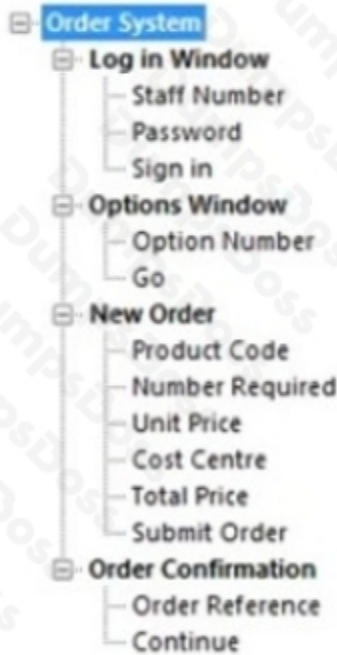 Order System
Log in Window
Staff Number
Password
Sign in
Options Window
Option Number
Go
New Order
Product Code
Number Required
Unit Price
Cost Centre
Total Price
Submit Order
Order Confirmation
Order Reference
Continue